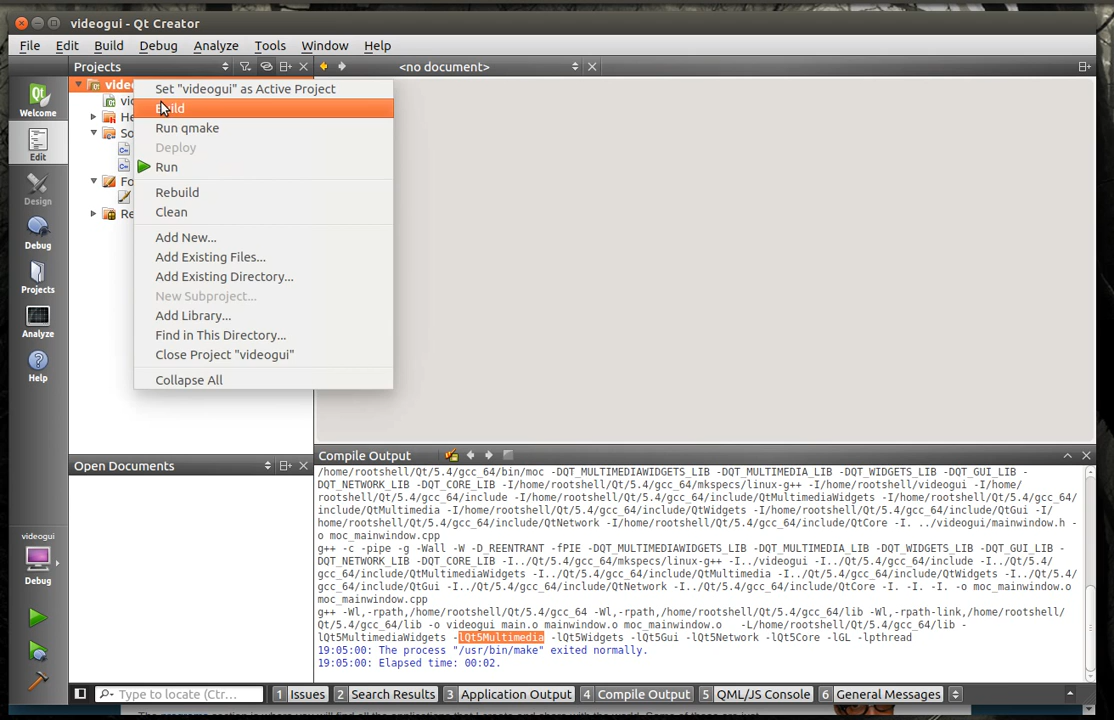 videogui - Qt Creator
File Edit Build Debug Analyze Tools Window Help
Projects
<no document>
Welcome
Edit
Design
Debug
Projects
Analyze
Help
Set "videogui" as Active Project
Run qmake
Deploy
Run
Rebuild
Clean
Add New...
Add Existing Files...
Add Existing Directory...
New Subproject...
Add Library...
Find in This Directory...
Close Project "videogui"
Collapse All
Open Documents
Compile Output
/home/rootshell/Qt/5.4/gcc_64/bin/moc -DQT_MULTIMEDIAWIDGETS_LIB -DQT_MULTIMEDIA_LIB -DQT_WIDGETS_LIB -DQT_GUI_LIB -
DQT_NETWORK_LIB -DQT_CORE_LIB -I/home/rootshell/Qt/5.4/gcc_64/mkspecs/linux-g++ -I/home/rootshell/videogui -I/home/
rootshell/Qt/5.4/gcc_64/include -I/home/rootshell/Qt/5.4/gcc_64/include/QtMultimediaWidgets -I/home/rootshell/Qt/5.4/gcc_64/
include/QtMultimedia -I/home/rootshell/Qt/5.4/gcc_64/include/QtWidgets -I/home/rootshell/Qt/5.4/gcc_64/include/QtGui -I/
home/rootshell/Qt/5.4/gcc_64/include/QtNetwork -I/home/rootshell/Qt/5.4/gcc_64/include/QtCore -I. ../videogui/mainwindow.h -
o moc_mainwindow.cpp
g++ -c -pipe -g -Wall -W -D_REENTRANT -fPIE -DQT_MULTIMEDIAWIDGETS_LIB -DQT_MULTIMEDIA_LIB -DQT_WIDGETS_LIB -DQT_GUI_LIB -
DQT_NETWORK_LIB -DQT_CORE_LIB -I../Qt/5.4/gcc_64/mkspecs/linux-g++ -I../videogui -I../Qt/5.4/gcc_64/include -I../Qt/5.4/
gcc_64/include/QtMultimediaWidgets -I../Qt/5.4/gcc_64/include/QtMultimedia -I../Qt/5.4/gcc_64/include/QtWidgets -I../Qt/5.4/
gcc_64/include/QtGui -I../Qt/5.4/gcc_64/include/QtNetwork -I../Qt/5.4/gcc_64/include/QtCore -I. -I. -I. -o moc_mainwindow.o
moc_mainwindow.cpp
g++ -Wl,-rpath,/home/rootshell/Qt/5.4/gcc_64 -Wl,-rpath,/home/rootshell/Qt/5.4/gcc_64/lib -Wl,-rpath-link,/home/rootshell/
Qt/5.4/gcc_64/lib -o videogui main.o mainwindow.o moc_mainwindow.o -L/home/rootshell/Qt/5.4/gcc_64/lib -
lQt5MultimediaWidgets -lQt5Multimedia -lQt5Widgets -lQt5Gui -lQt5Network -lQt5Core -lGL -lpthread
19:05:00: The process "/usr/bin/make" exited normally.
19:05:00: Elapsed time: 00:02.
videogui
Debug
Type to locate (Ctr...
1 Issues 2 Search Results 3 Application Output 4 Compile Output 5 QML/JS Console 6 General Messages